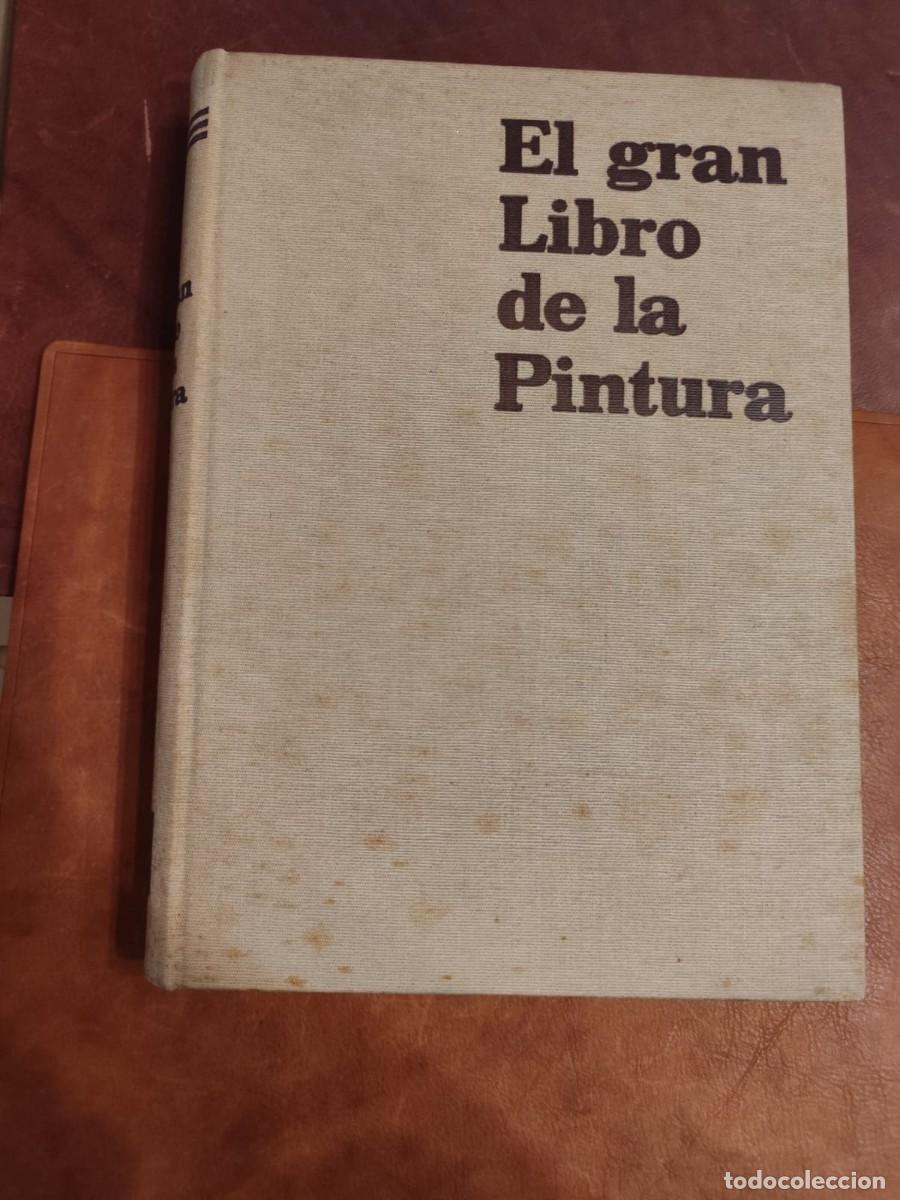 El gran
Libro
de la
Pintura
todocoleccion